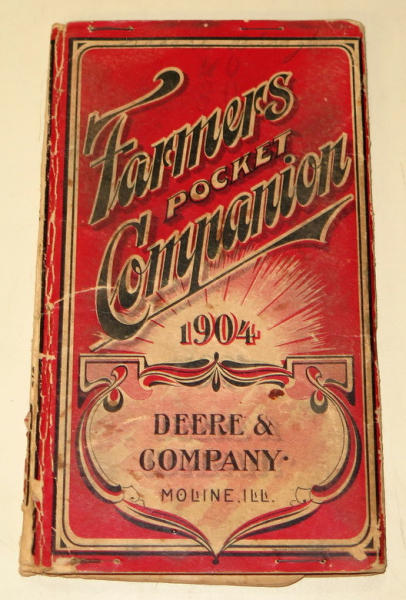 Farmers
POCKET
Companion
1904
DEERE &
COMPANY.
MOLINE, ILL.